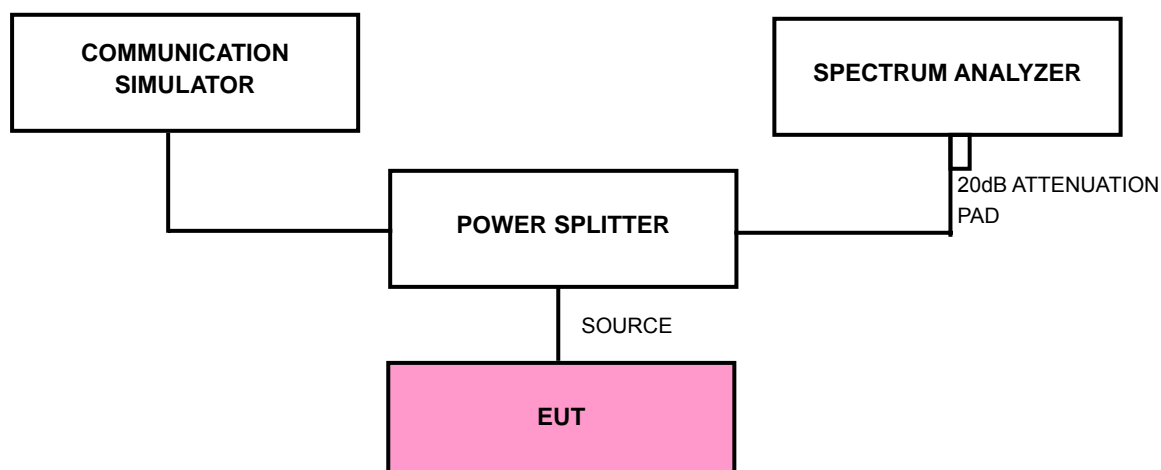 COMMUNICATION
SIMULATOR
SPECTRUM ANALYZER
20dB ATTENUATION
PAD
POWER SPLITTER
SOURCE
EUT